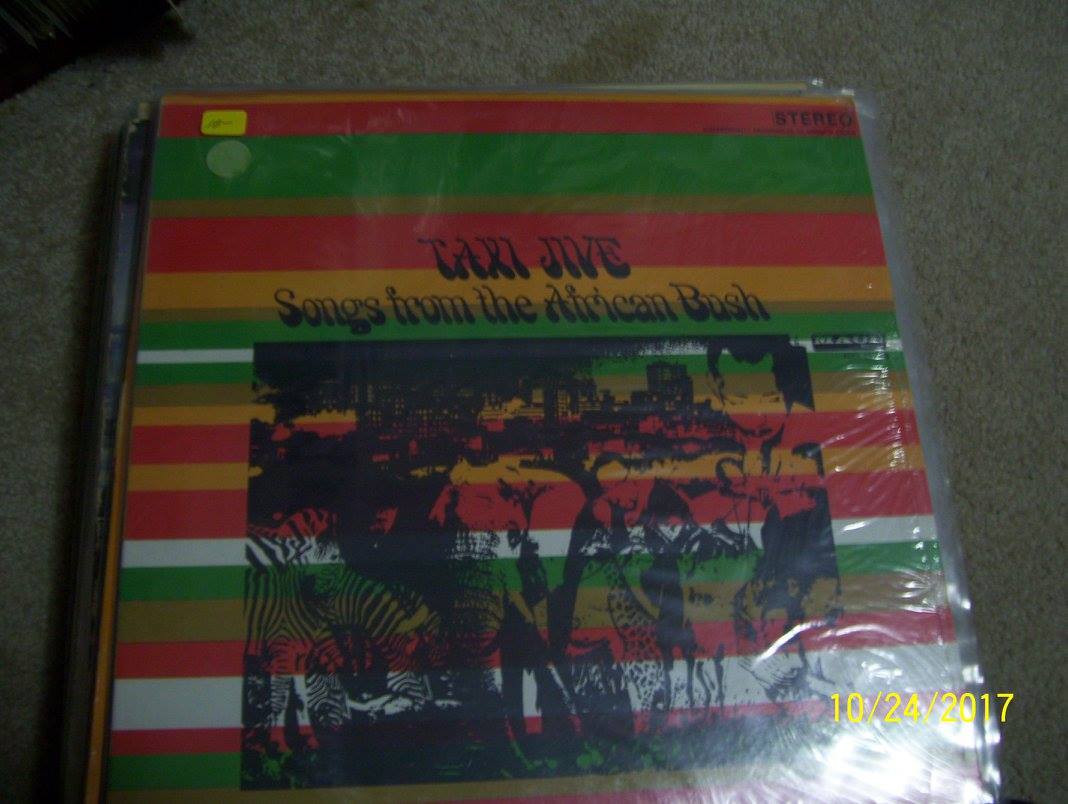 STEREO
TAXI JIVE
Songs from the African Bush
10/24/2017